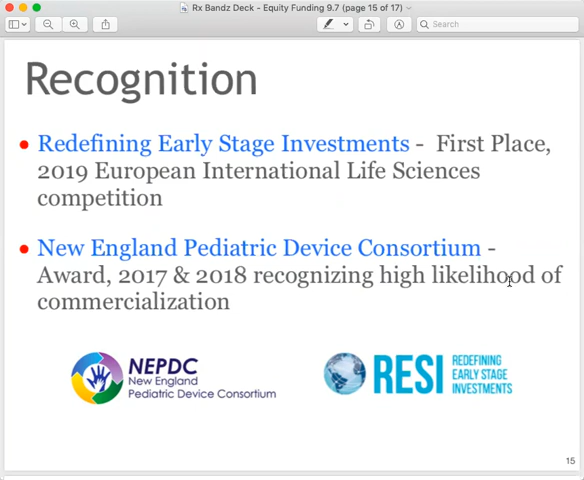 Rx Bandz Deck - Equity Funding 9.7 (page 15 of 17)
Search
Recognition
Redefining Early Stage Investments - First Place,
2019 European International Life Sciences
competition
New England Pediatric Device Consortium -
Award, 2017 & 2018 recognizing high likelihood of
commercialization
NEPDC
New England
Pediatric Device Consortium
RESI
REDEFINING
EARLY STAGE
INVESTMENTS
15